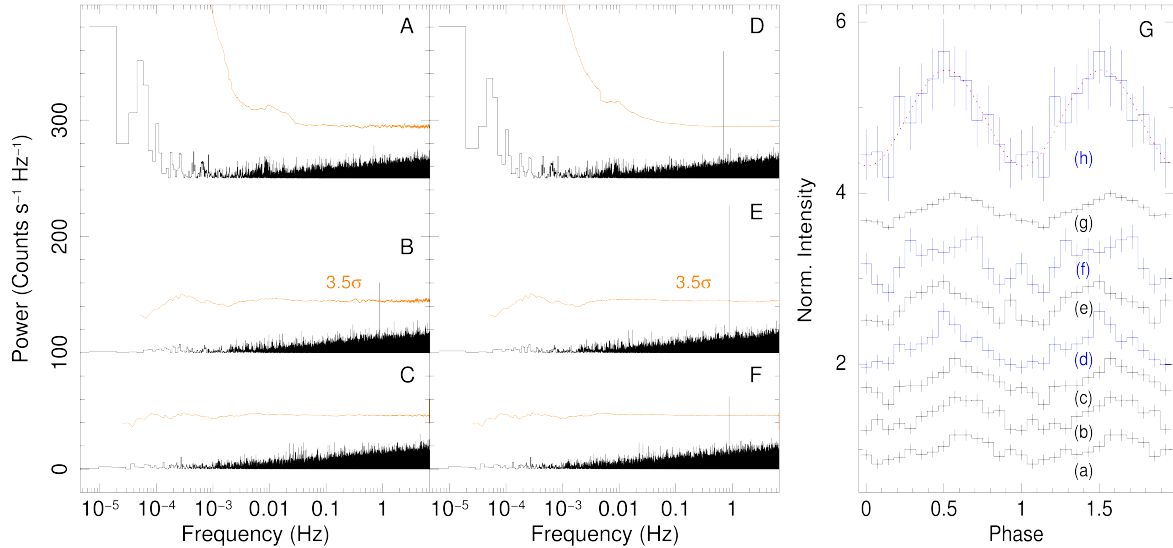 A
D
G
6
300
(h)
4
(g)
E
200
B
(f)
3.5σ
3.5σ
(e)
100
(d)
C
F
2
(c)
(b)
0
(a)
10⁻⁵ 10⁻⁴ 10⁻³ 0.01 0.1 1
10⁻⁵ 10⁻⁴ 10⁻³ 0.01 0.1 1
0 0.5 1 1.5
Frequency (Hz)
Frequency (Hz)
Phase
Power (Counts s⁻¹ Hz⁻¹)
Norm. Intensity